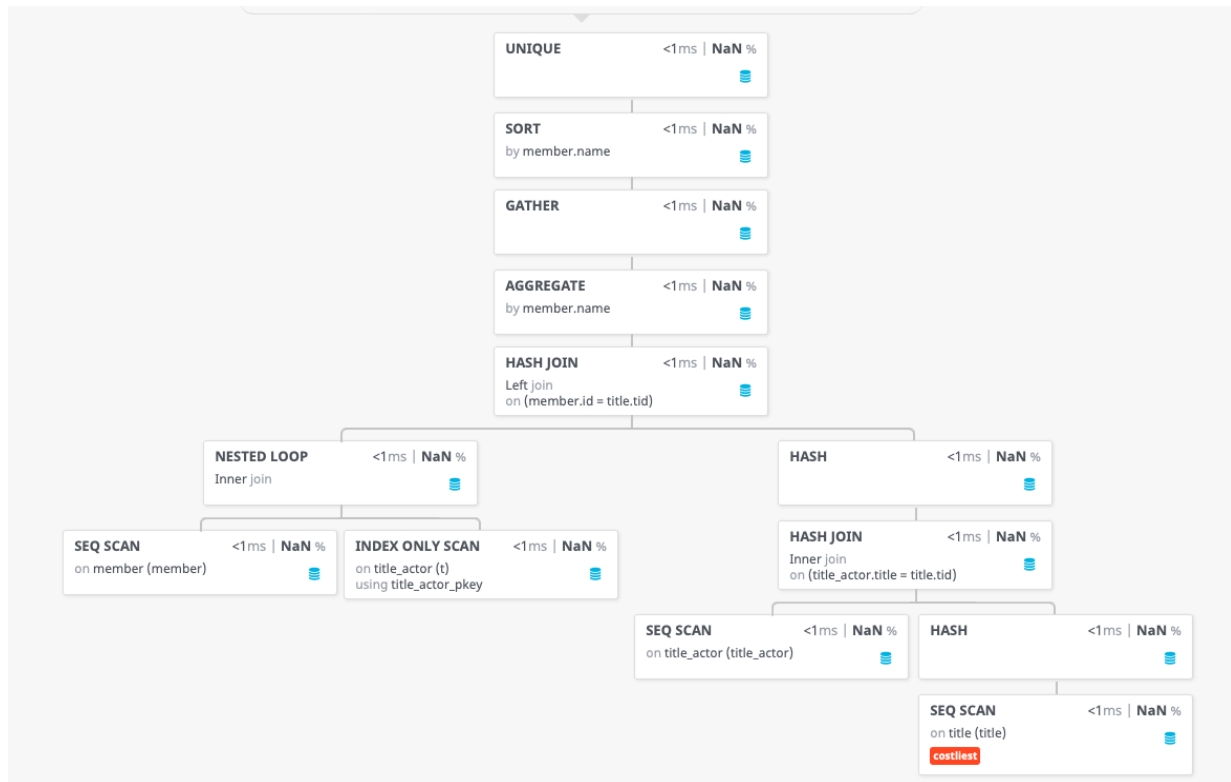 UNIQUE <1ms | NaN %
SORT <1ms | NaN %
by member.name
GATHER <1ms | NaN %
AGGREGATE <1ms | NaN %
by member.name
HASH JOIN <1ms | NaN %
Left join
on (member.id = title.tid)
NESTED LOOP <1ms | NaN %
Inner join
HASH <1ms | NaN %
SEQ SCAN <1ms | NaN %
on member (member)
INDEX ONLY SCAN <1ms | NaN %
on title_actor (t)
using title_actor_pkey
HASH JOIN <1ms | NaN %
Inner join
on (title_actor.title = title.tid)
SEQ SCAN <1ms | NaN %
on title_actor (title_actor)
HASH <1ms | NaN %
SEQ SCAN <1ms | NaN %
on title (title)
costliest